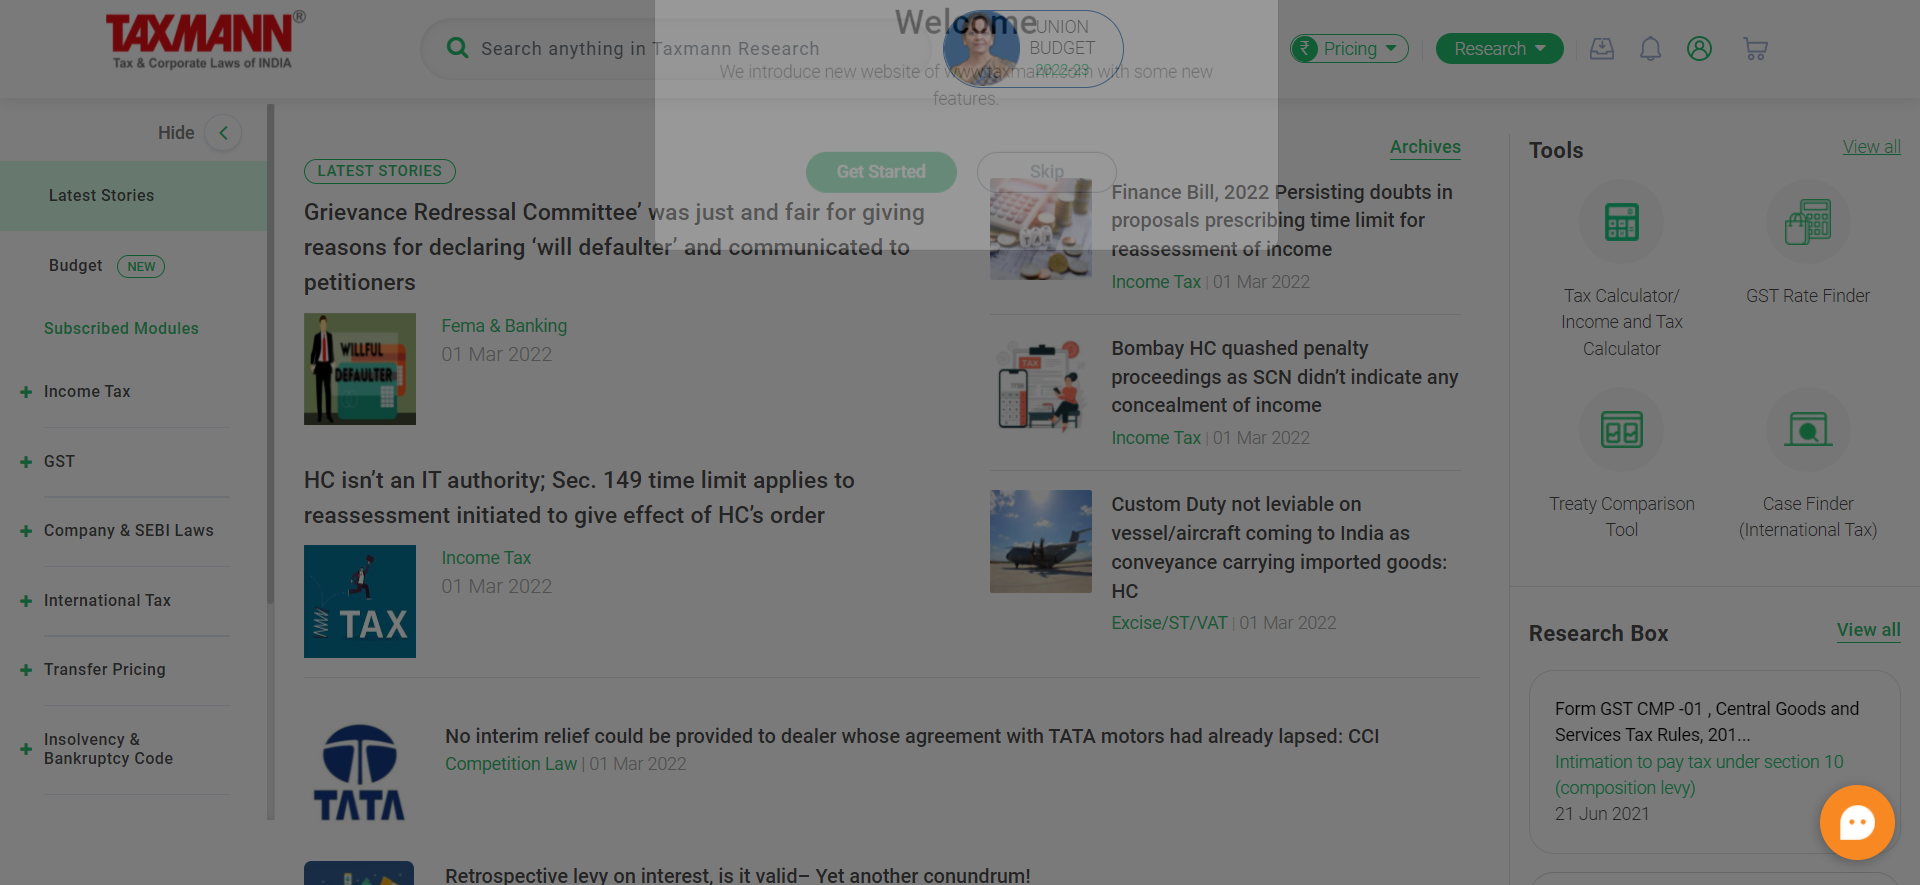 TAXMANN®
Tax & Corporate Laws of INDIA
Search anything in Taxmann Research
Welcome
We introduce new website of www.taxmann.com with some new
features.
Get Started
Skip
UNION
BUDGET
2022-23
Pricing
Research
Hide
Latest Stories
Budget NEW
Subscribed Modules
Income Tax
GST
Company & SEBI Laws
International Tax
Transfer Pricing
Insolvency &
Bankruptcy Code
LATEST STORIES
Archives
Grievance Redressal Committee’ was just and fair for giving
reasons for declaring ‘will defaulter’ and communicated to
petitioners
WILLFUL
DEFAULTER
Fema & Banking
01 Mar 2022
HC isn’t an IT authority; Sec. 149 time limit applies to
reassessment initiated to give effect of HC’s order
TAX
Income Tax
01 Mar 2022
TAX
Finance Bill, 2022 Persisting doubts in
proposals prescribing time limit for
reassessment of income
Income Tax | 01 Mar 2022
TAX
Bombay HC quashed penalty
proceedings as SCN didn’t indicate any
concealment of income
Income Tax | 01 Mar 2022
Custom Duty not leviable on
vessel/aircraft coming to India as
conveyance carrying imported goods:
HC
Excise/ST/VAT | 01 Mar 2022
TATA
No interim relief could be provided to dealer whose agreement with TATA motors had already lapsed: CCI
Competition Law | 01 Mar 2022
Retrospective levy on interest, is it valid– Yet another conundrum!
Tools
View all
Tax Calculator/
Income and Tax
Calculator
GST Rate Finder
Treaty Comparison
Tool
Case Finder
(International Tax)
Research Box
View all
Form GST CMP -01 , Central Goods and
Services Tax Rules, 201...
Intimation to pay tax under section 10
(composition levy)
21 Jun 2021